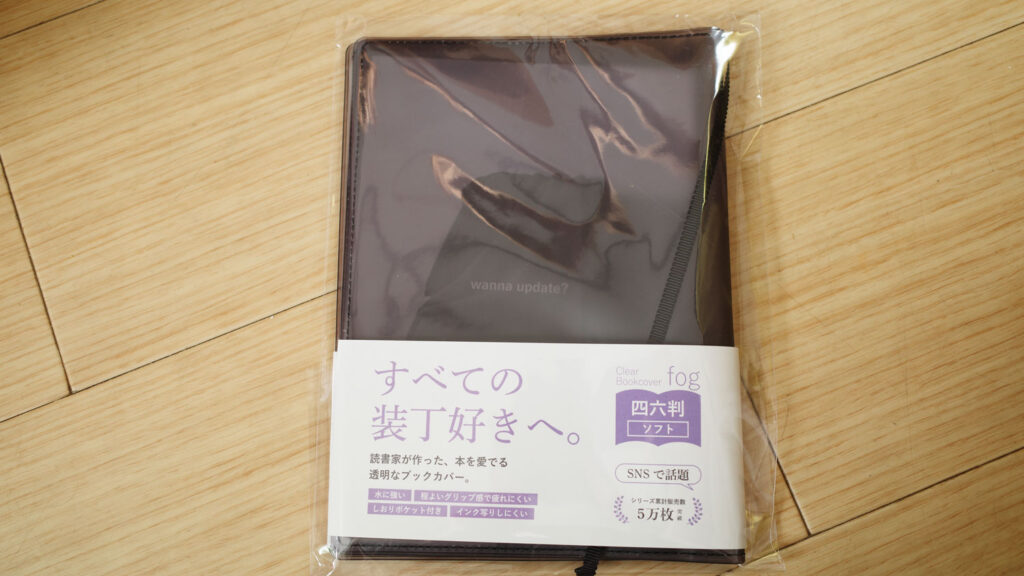 wanna update?
すべての
装丁好きへ。
読書家が作った、本を愛でる
透明なブックカバー。
水に強い
程よいグリップ感で疲れにくい
しおりポケット付き
インク写りしにくい
Clear
Bookcover
fog
四六判
ソフト
SNSで話題
シリーズ累計販売数
5万枚突破